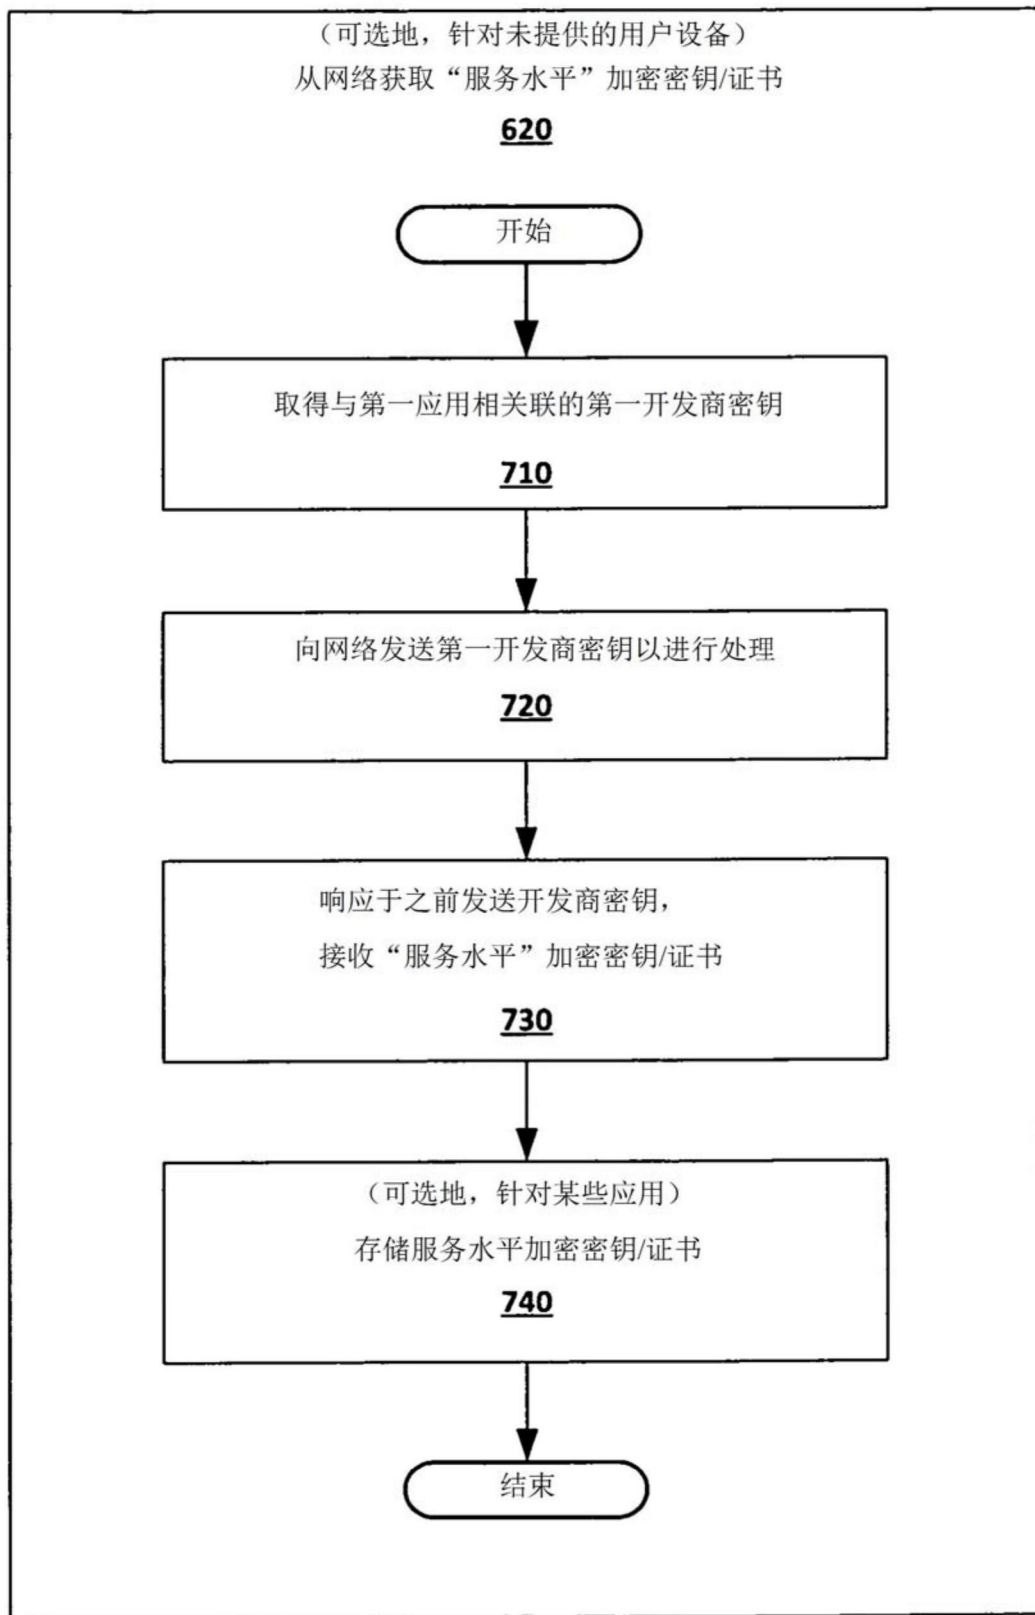 （可选地，针对未提供的用户设备）
从网络获取“服务水平”加密密钥/证书
620
开始
取得与第一应用相关联的第一开发商密钥
710
向网络发送第一开发商密钥以进行处理
720
响应于之前发送开发商密钥，
接收“服务水平”加密密钥/证书
730
（可选地，针对某些应用）
存储服务水平加密密钥/证书
740
结束